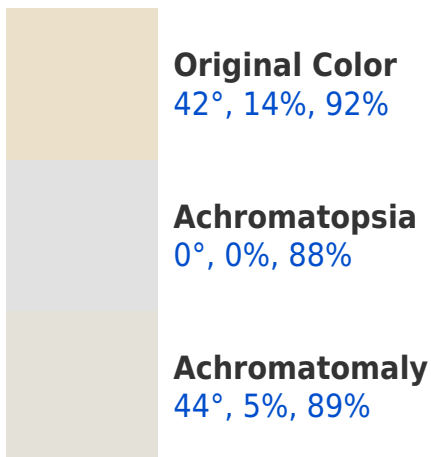 Original Color
42°, 14%, 92%
Achromatopsia
0°, 0%, 88%
Achromatomaly
44°, 5%, 89%